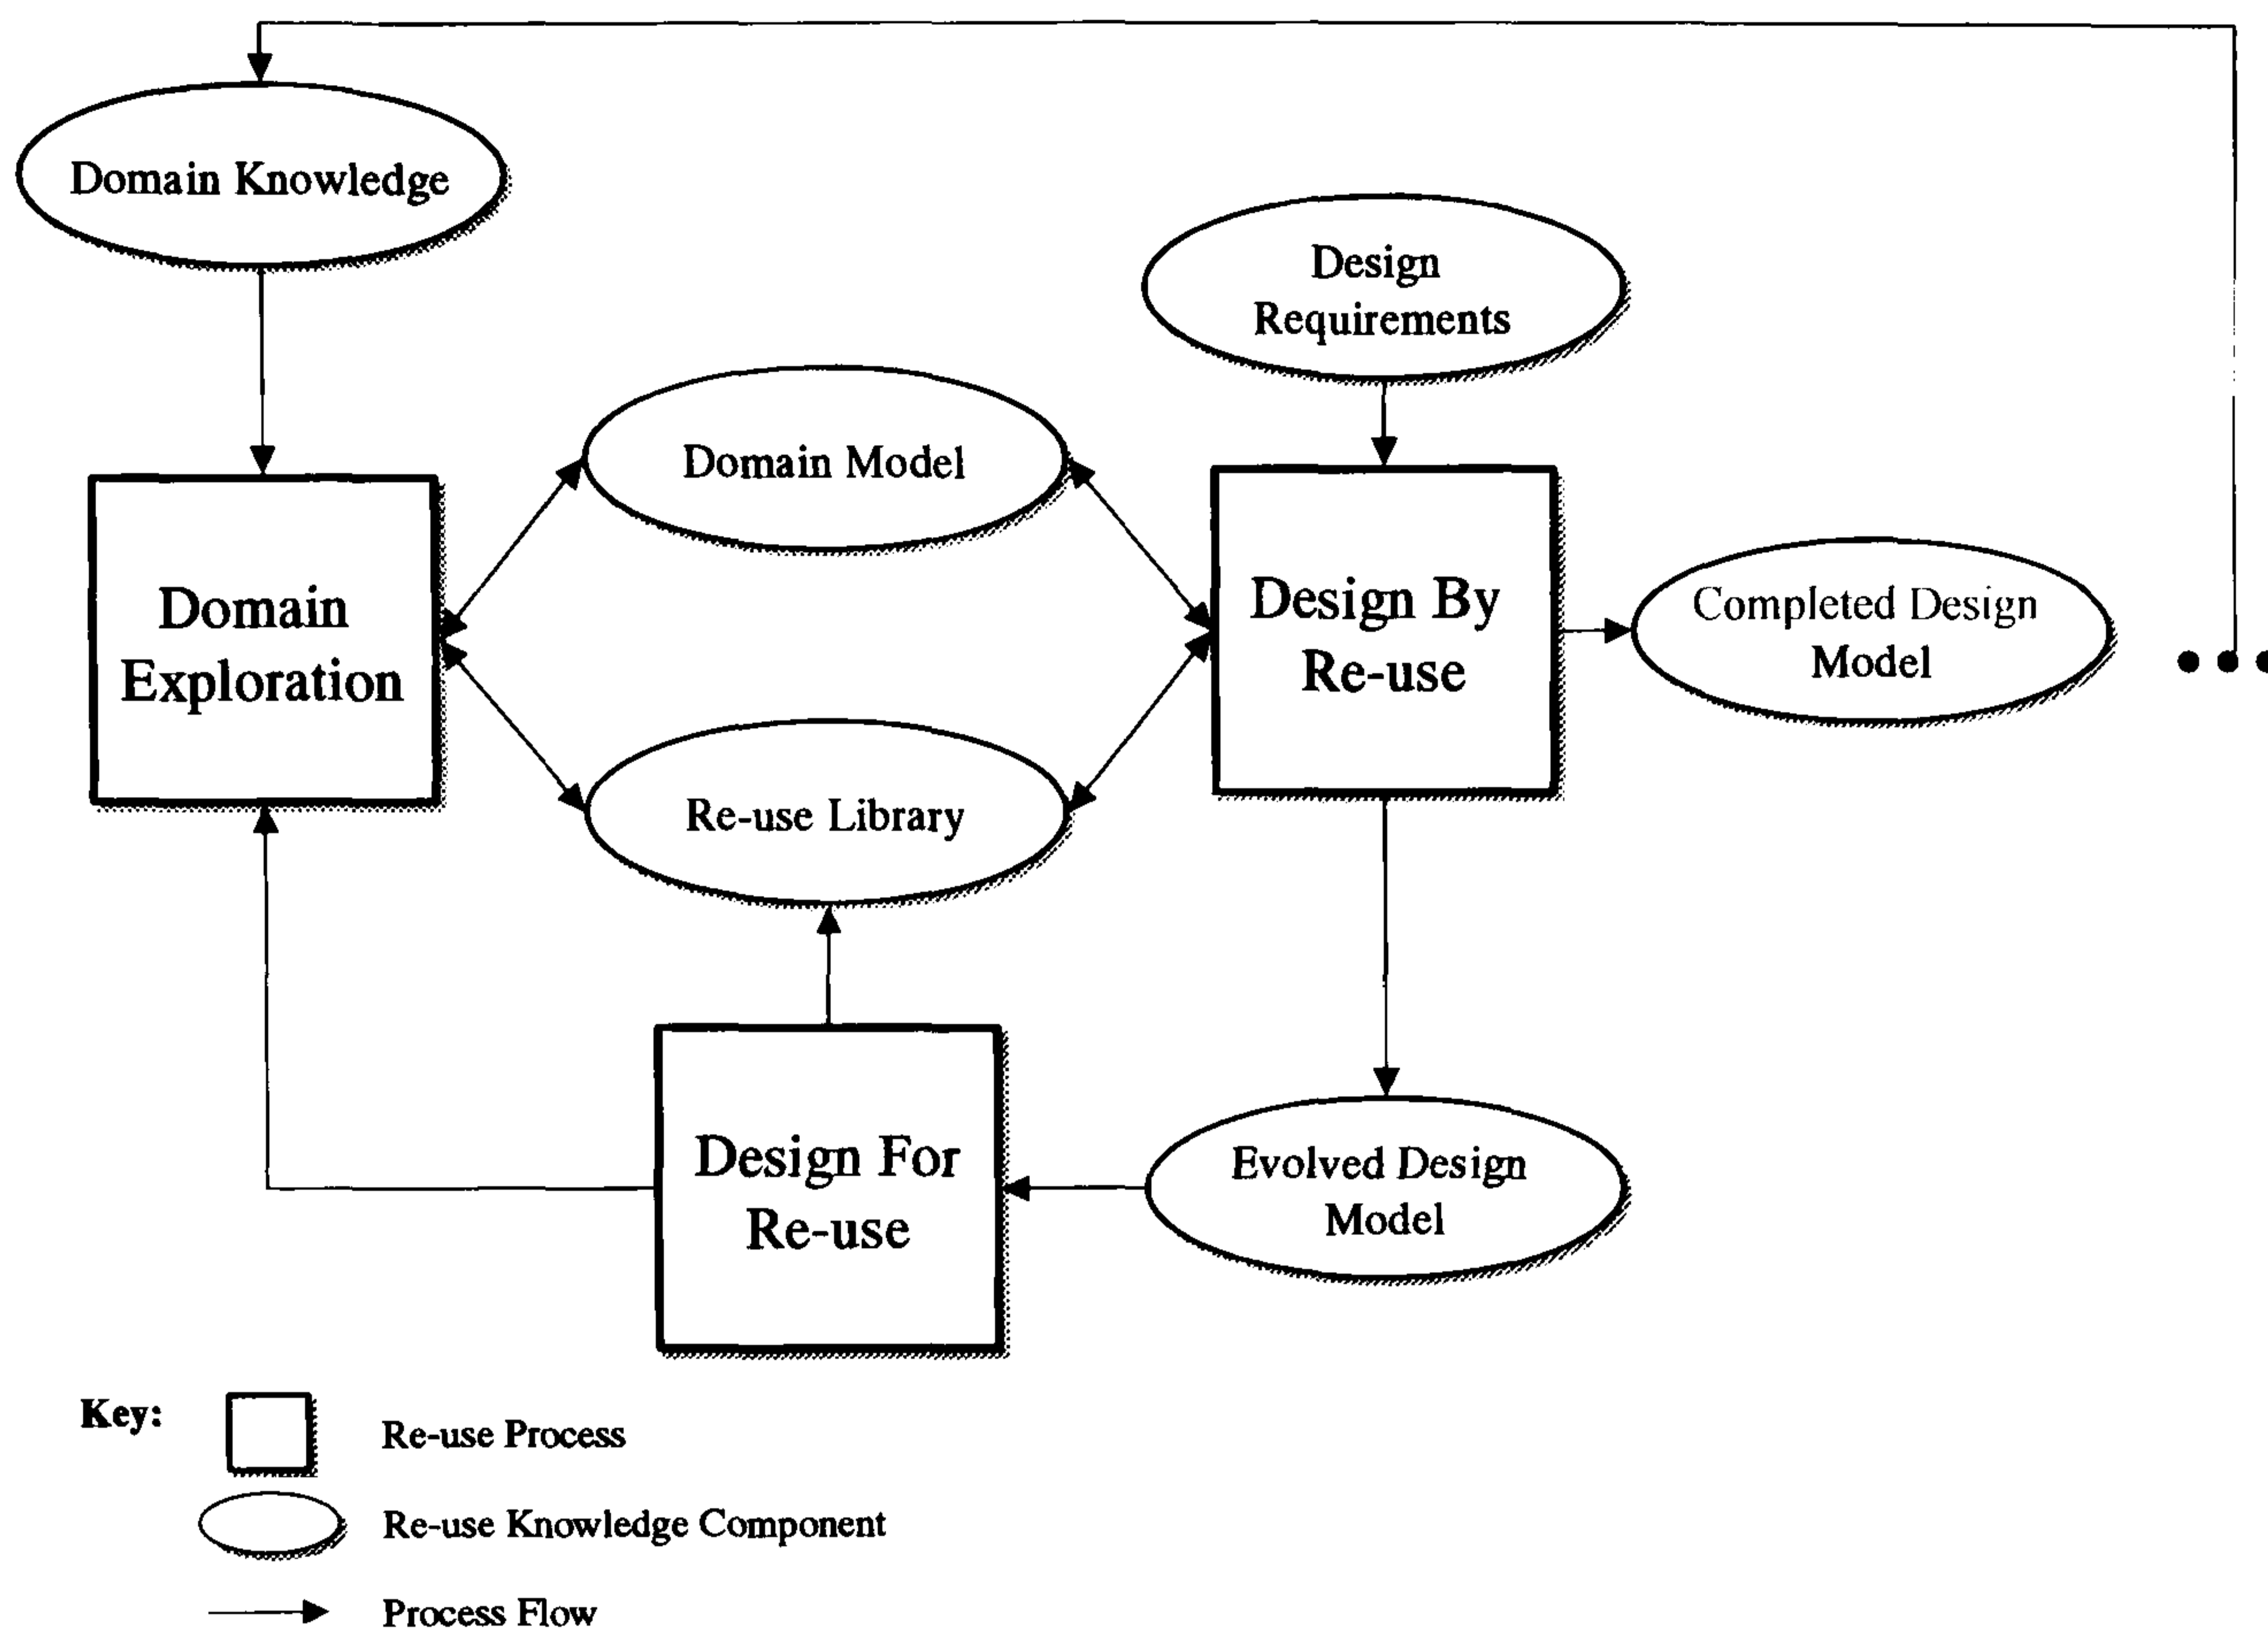 Domain Knowledge
Design
Requirements
Domain Model
Domain
Exploration
Design By
Re-use
Completed Design
Model
Re-use Library
Design For
Re-use
Evolved Design
Model
Key:
Re-use Process
Re-use Knowledge Component
Process Flow